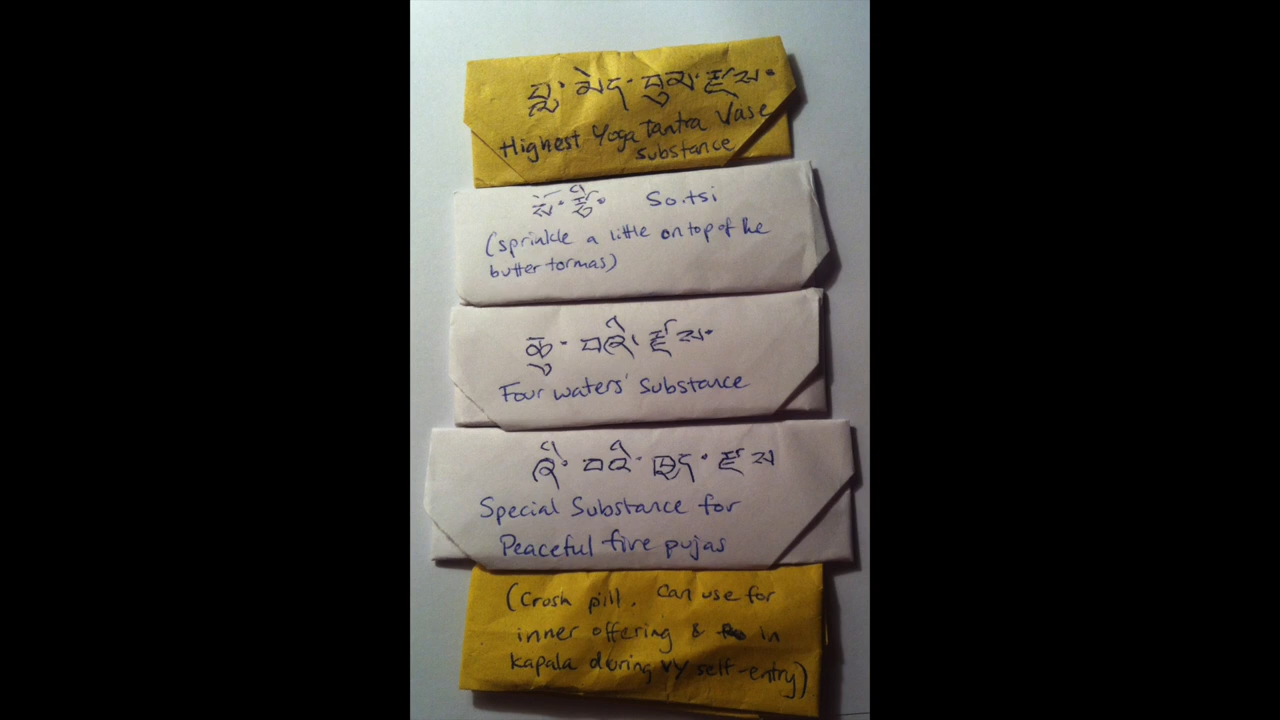 བླ་མེད་བུམ་རྫས་
Highest Yoga Tantra Vase
substance
སོ་རྩི་ So.tsi
(sprinkle a little on top of the
butter tormas)
ཆུ་བཞི་རྫས་
Four waters' Substance
ཞི་བའི་ཁྱད་རྫས
Special Substance for
Peaceful fire pujas
(Crosh pill. Can use for
inner offering & in
kapala during VY self-entry)